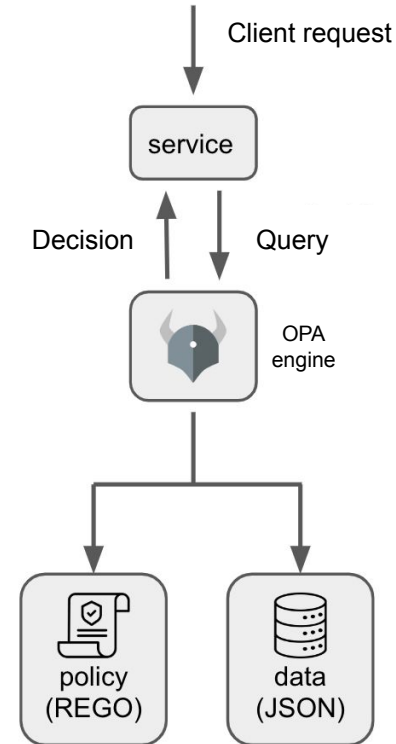 Client request
service
Decision
Query
OPA
engine
policy
(REGO)
data
(JSON)